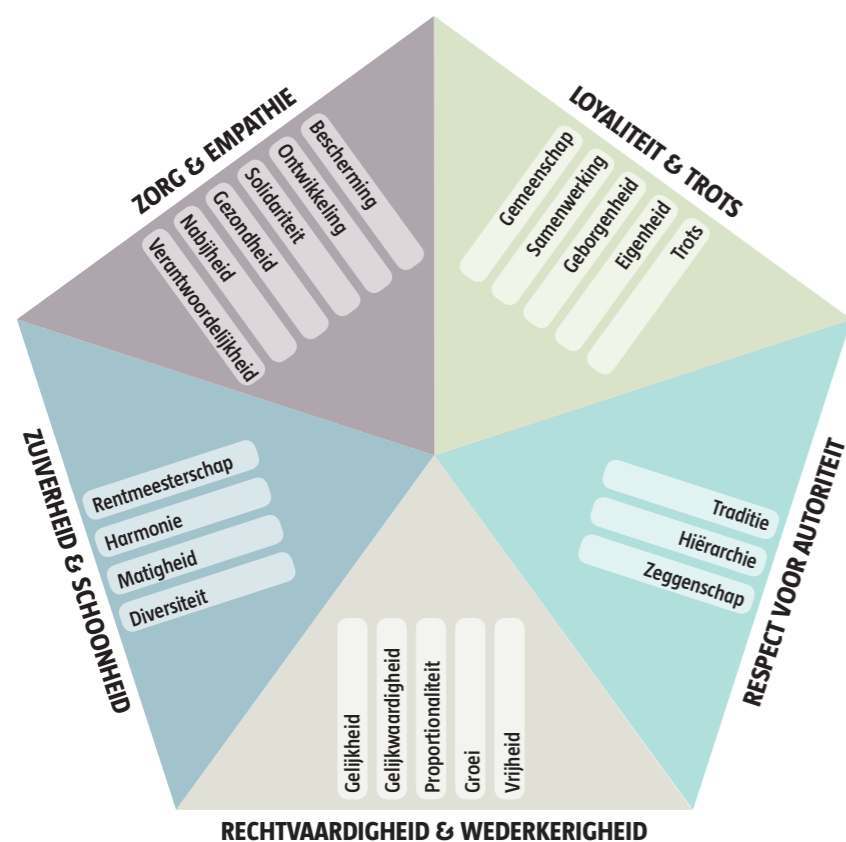 ZORG & EMPATHIE
Bescherming
Ontwikkeling
Solidariteit
Gezondheid
Nabijheid
Verantwoordelijkheid
LOYALITEIT & TROTS
Gemeenschap
Samenwerking
Geborgenheid
Eigenheid
Trots
RESPECT VOOR AUTORITEIT
Traditie
Hiërarchie
Zeggenschap
RECHTVAARDIGHEID & WEDERKERIGHEID
Gelijkheid
Gelijkwaardigheid
Proportionaliteit
Groei
Vrijheid
ZUIVERHEID & SCHOONHEID
Rentmeesterschap
Harmonie
Matigheid
Diversiteit